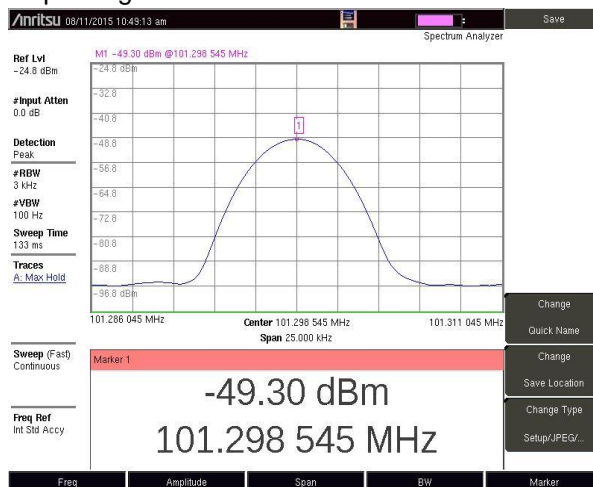 Anritsu 08/11/2015 10:49:13 am
Save
Spectrum Analyzer
Ref Lvl
-24.8 dBm
#Input Atten
0.0 dB
Detection
Peak
#RBW
3 kHz
#VBW
100 Hz
Sweep Time
133 ms
Traces
A: Max Hold
Sweep (Fast)
Continuous
Freq Ref
Int Std Accy
M1 -49.30 dBm @101.298 545 MHz
-24.8 dBm
-32.8
-40.8
1
-48.8
-56.8
-64.8
-72.8
-80.8
-88.8
-96.8 dBm
101.286 045 MHz
Center 101.298 545 MHz
101.311 045 MHz
Span 25.000 kHz
Marker 1
-49.30 dBm
101.298 545 MHz
Change
Quick Name
Change
Save Location
Change Type
Setup/JPEG/...
Freq
Amplitude
Span
BW
Marker